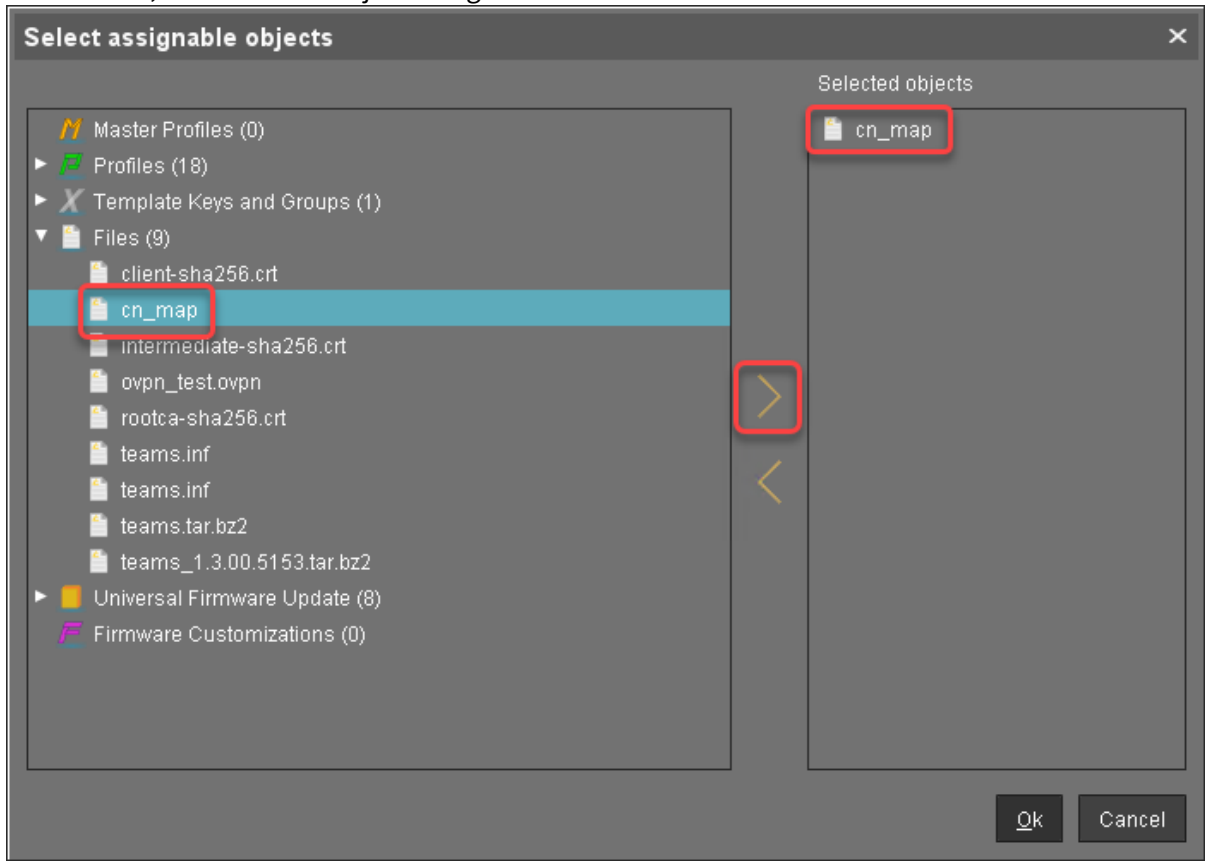 Select assignable objects
Selected objects
Master Profiles (0)
Profiles (18)
Template Keys and Groups (1)
Files (9)
client-sha256.crt
cn_map
intermediate-sha256.crt
ovpn_test.ovpn
rootca-sha256.crt
teams.inf
teams.inf
teams.tar.bz2
teams_1.3.00.5153.tar.bz2
Universal Firmware Update (8)
Firmware Customizations (0)
cn_map
Ok
Cancel